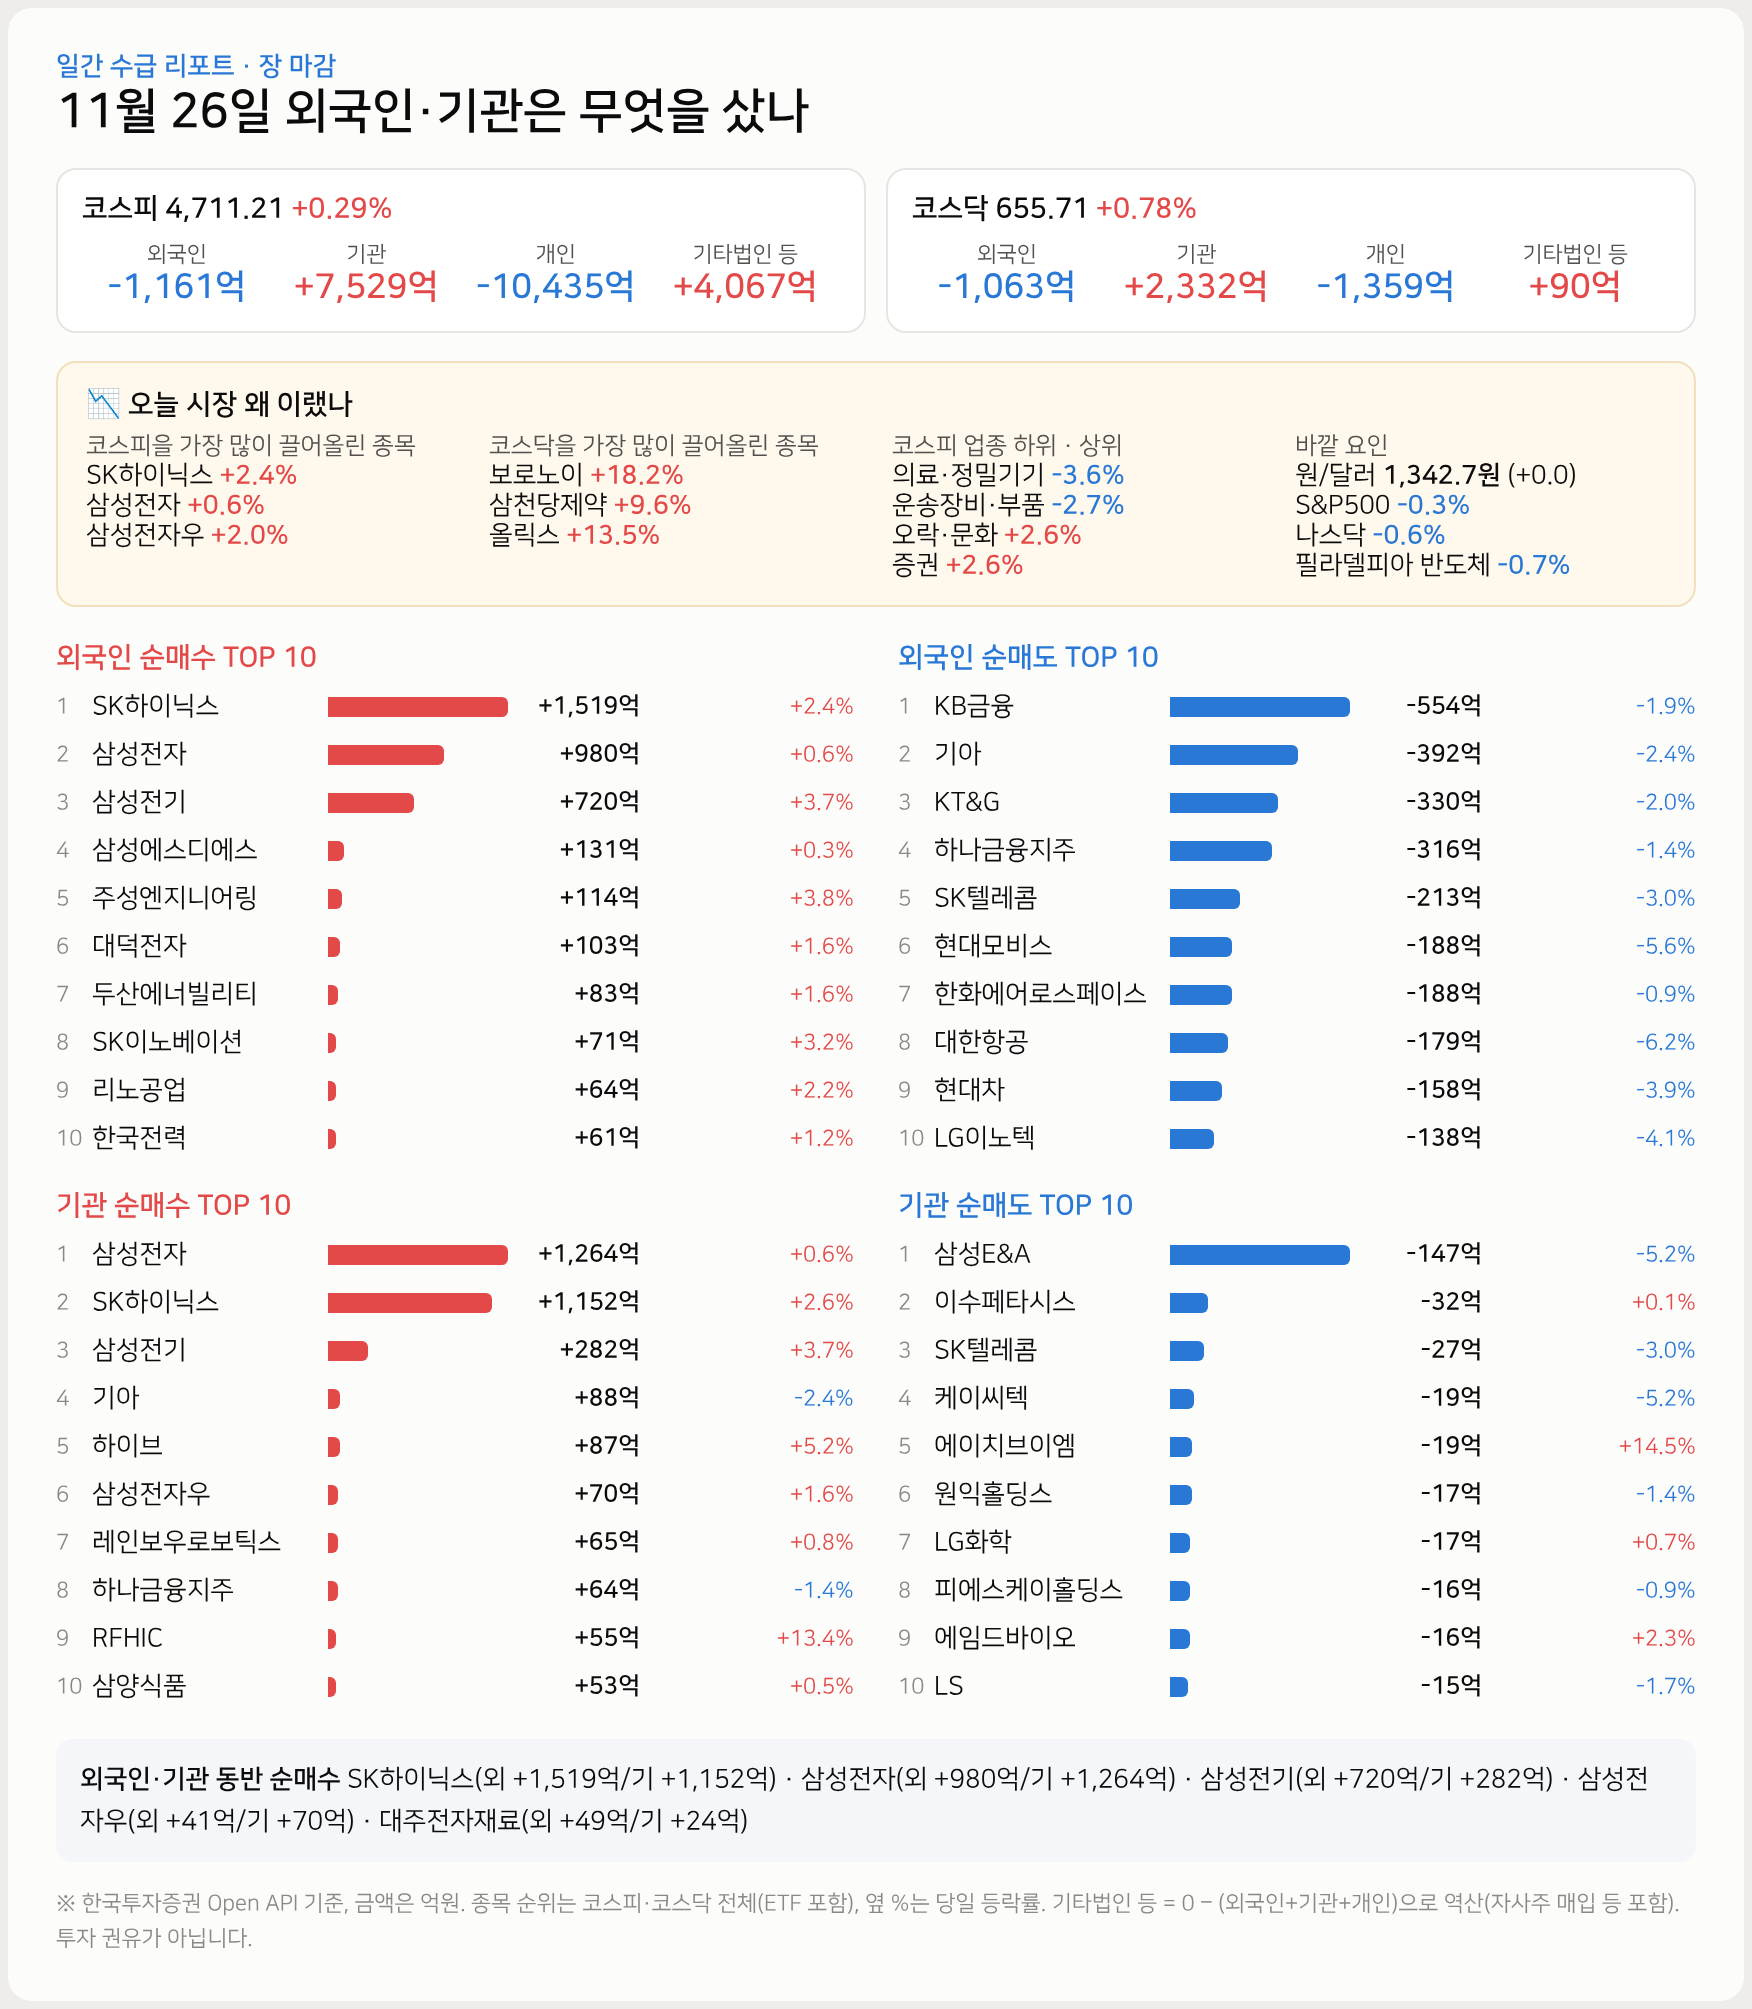 일간 수급 리포트 · 장 마감
11월 26일 외국인·기관은 무엇을 샀나
코스피 4,711.21 +0.29%
외국인 기관 개인 기타법인 등
-1,161억 +7,529억 -10,435억 +4,067억
코스닥 655.71 +0.78%
외국인 기관 개인 기타법인 등
-1,063억 +2,332억 -1,359억 +90억
오늘 시장 왜 이랬나
코스피을 가장 많이 끌어올린 종목
SK하이닉스 +2.4%
삼성전자 +0.6%
삼성전자우 +2.0%
코스닥을 가장 많이 끌어올린 종목
보로노이 +18.2%
삼천당제약 +9.6%
올릭스 +13.5%
코스피 업종 하위 · 상위
의료·정밀기기 -3.6%
운송장비·부품 -2.7%
오락·문화 +2.6%
증권 +2.6%
바깥 요인
원/달러 1,342.7원 (+0.0)
S&P500 -0.3%
나스닥 -0.6%
필라델피아 반도체 -0.7%
외국인 순매수 TOP 10
1 SK하이닉스 +1,519억 +2.4%
2 삼성전자 +980억 +0.6%
3 삼성전기 +720억 +3.7%
4 삼성에스디에스 +131억 +0.3%
5 주성엔지니어링 +114억 +3.8%
6 대덕전자 +103억 +1.6%
7 두산에너빌리티 +83억 +1.6%
8 SK이노베이션 +71억 +3.2%
9 리노공업 +64억 +2.2%
10 한국전력 +61억 +1.2%
외국인 순매도 TOP 10
1 KB금융 -554억 -1.9%
2 기아 -392억 -2.4%
3 KT&G -330억 -2.0%
4 하나금융지주 -316억 -1.4%
5 SK텔레콤 -213억 -3.0%
6 현대모비스 -188억 -5.6%
7 한화에어로스페이스 -188억 -0.9%
8 대한항공 -179억 -6.2%
9 현대차 -158억 -3.9%
10 LG이노텍 -138억 -4.1%
기관 순매수 TOP 10
1 삼성전자 +1,264억 +0.6%
2 SK하이닉스 +1,152억 +2.6%
3 삼성전기 +282억 +3.7%
4 기아 +88억 -2.4%
5 하이브 +87억 +5.2%
6 삼성전자우 +70억 +1.6%
7 레인보우로보틱스 +65억 +0.8%
8 하나금융지주 +64억 -1.4%
9 RFHIC +55억 +13.4%
10 삼양식품 +53억 +0.5%
기관 순매도 TOP 10
1 삼성E&A -147억 -5.2%
2 이수페타시스 -32억 +0.1%
3 SK텔레콤 -27억 -3.0%
4 케이씨텍 -19억 -5.2%
5 에이치브이엠 -19억 +14.5%
6 원익홀딩스 -17억 -1.4%
7 LG화학 -17억 +0.7%
8 피에스케이홀딩스 -16억 -0.9%
9 에임드바이오 -16억 +2.3%
10 LS -15억 -1.7%
외국인·기관 동반 순매수 SK하이닉스(외 +1,519억/기 +1,152억) · 삼성전자(외 +980억/기 +1,264억) · 삼성전기(외 +720억/기 +282억) · 삼성전
자우(외 +41억/기 +70억) · 대주전자재료(외 +49억/기 +24억)
※ 한국투자증권 Open API 기준, 금액은 억원. 종목 순위는 코스피·코스닥 전체(ETF 포함), 옆 %는 당일 등락률. 기타법인 등 = 0 − (외국인+기관+개인)으로 역산(자사주 매입 등 포함).
투자 권유가 아닙니다.